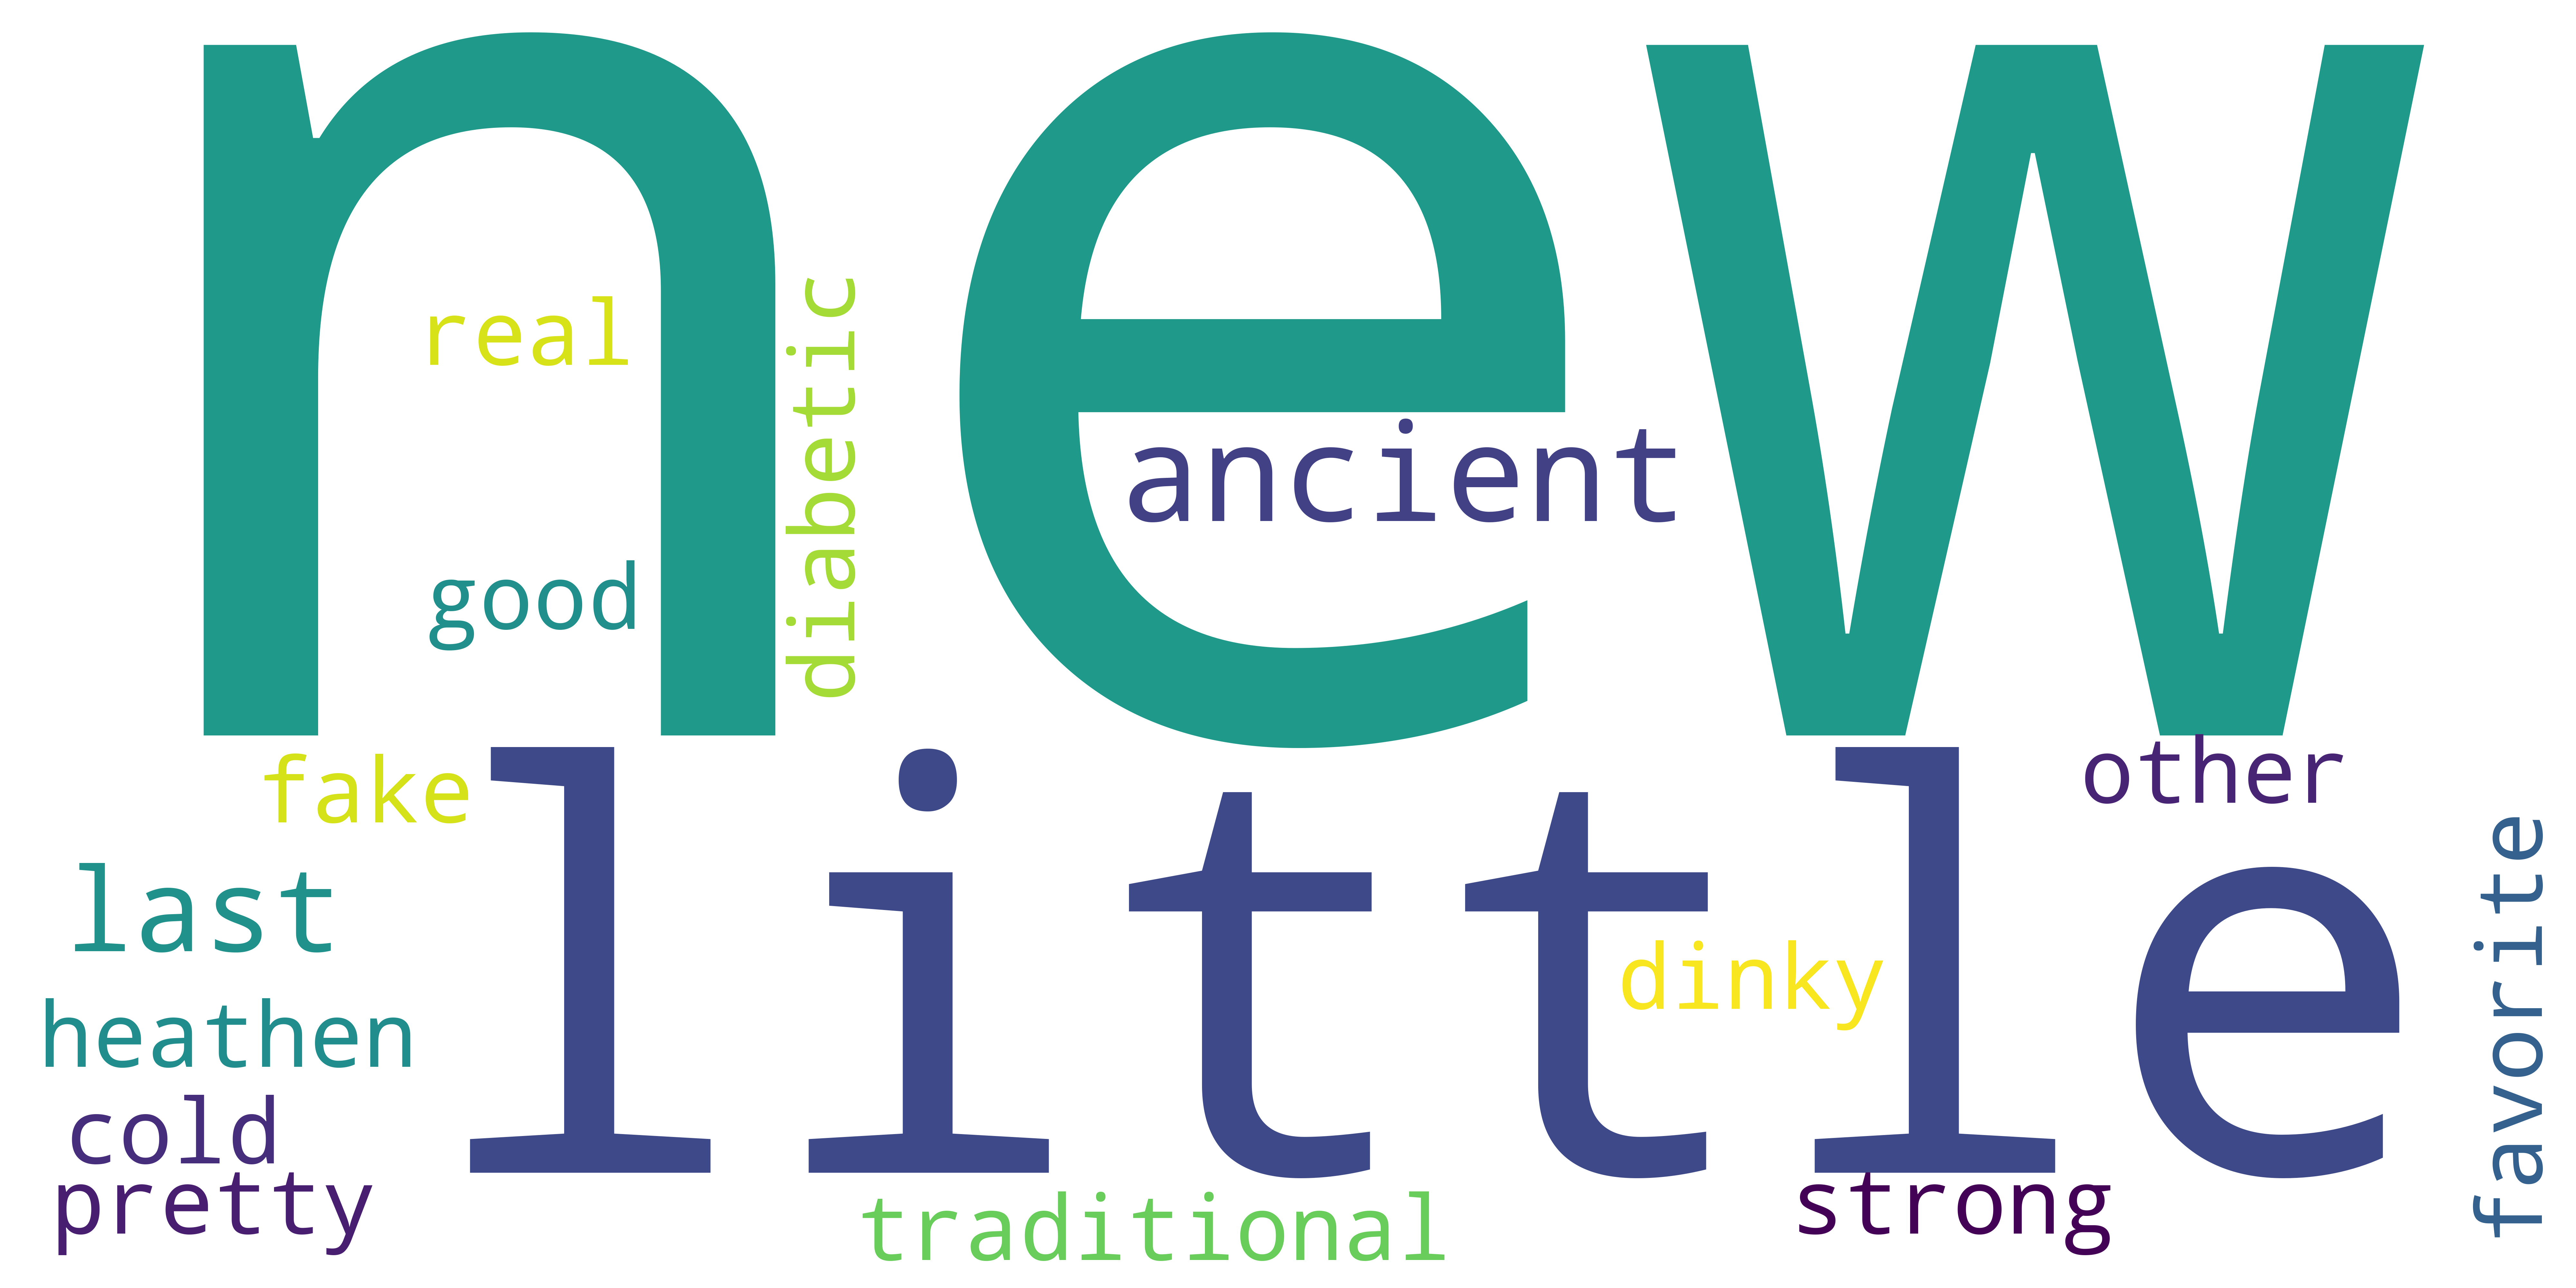 new
real
diabetic
ancient
good
little
fake
other
last
dinky
favorite
heathen
cold
pretty
traditional
strong